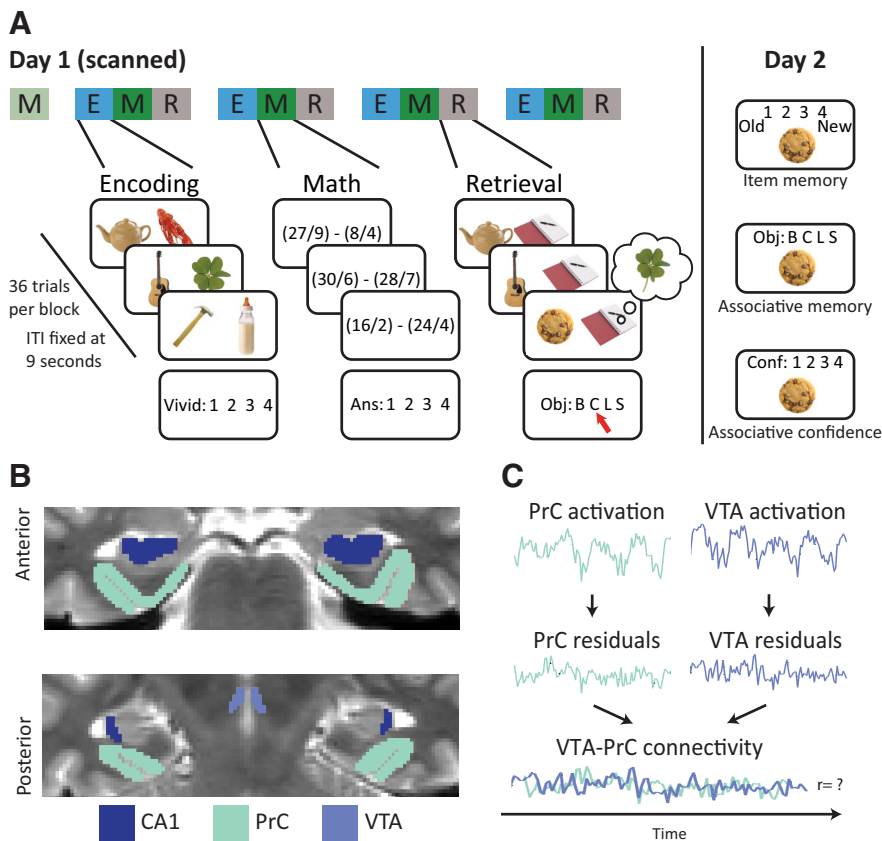 A
Day 1 (scanned)
Day 2
M E M R E M R E M R E M R
Encoding
Math
Retrieval
(27/9) - (8/4)
(30/6) - (28/7)
(16/2) - (24/4)
36 trials
per block
ITI fixed at
9 seconds
Vivid: 1 2 3 4
Ans: 1 2 3 4
Obj: B C L S
1 2 3 4
Old New
Item memory
Obj: B C L S
Associative memory
Conf: 1 2 3 4
Associative confidence
B
Anterior
Posterior
CA1 PrC VTA
C
PrC activation VTA activation
PrC residuals VTA residuals
VTA-PrC connectivity
r= ?
Time